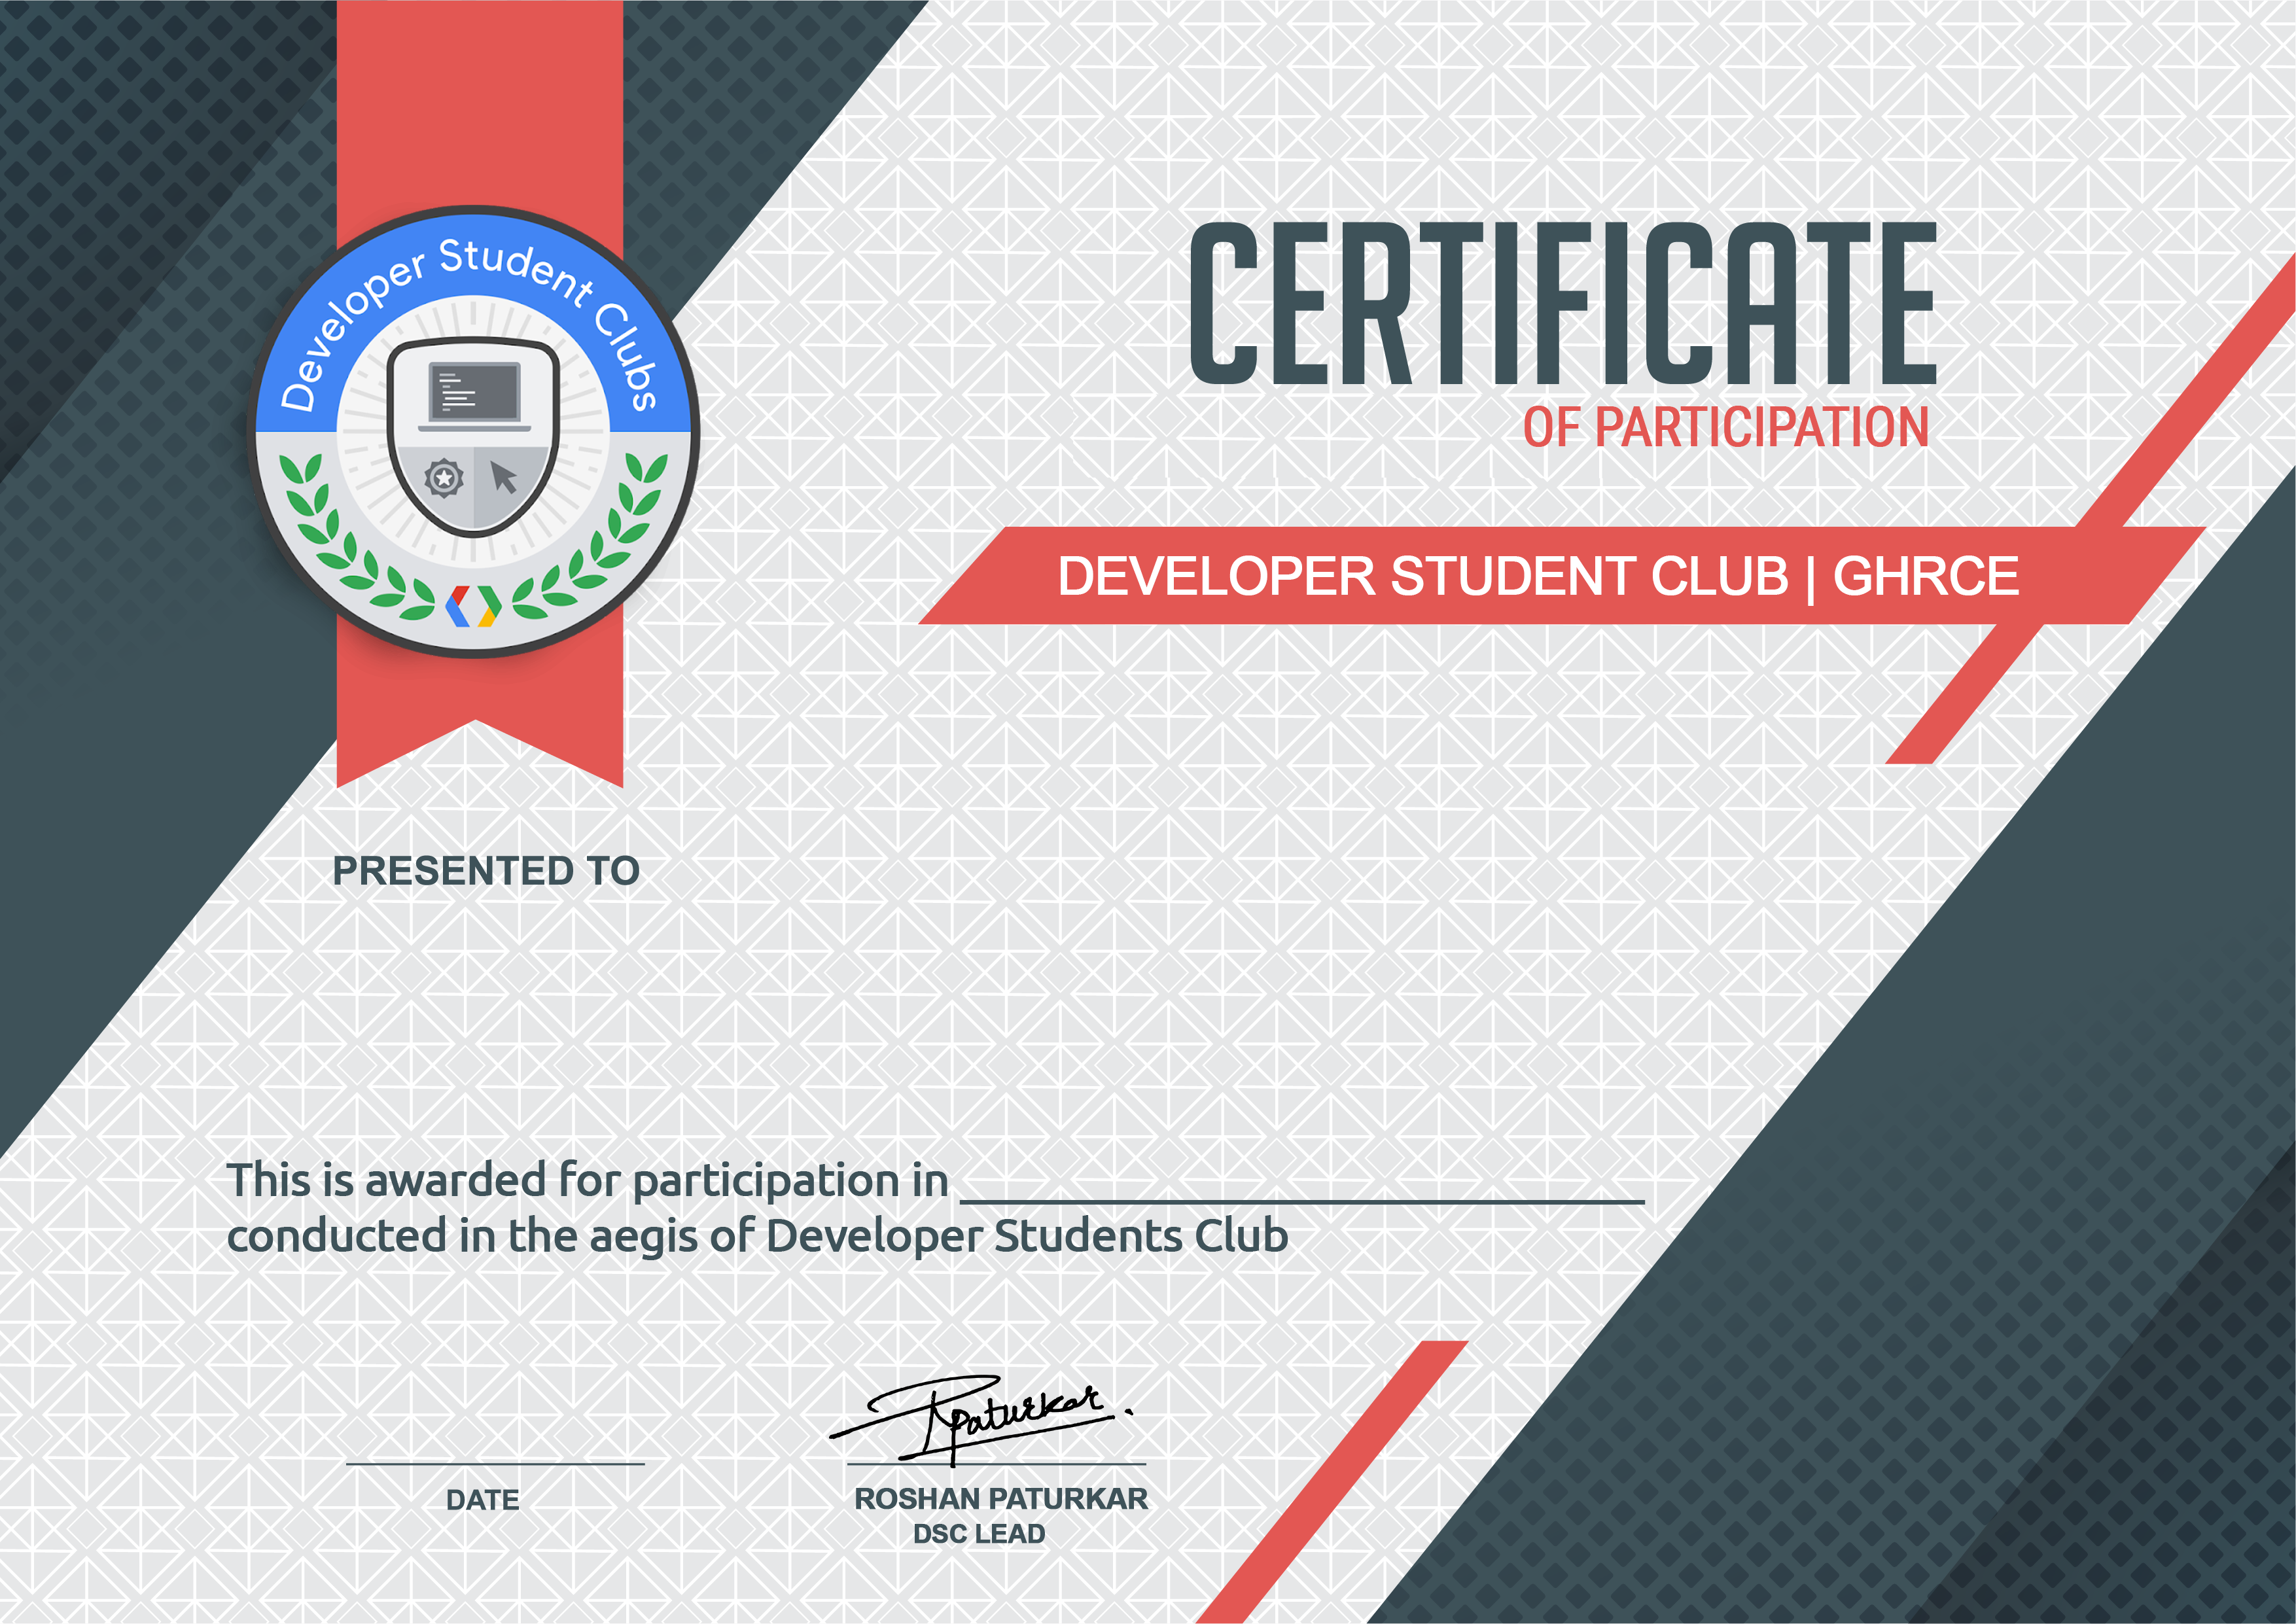 Developer Student Clubs
CERTIFICATE
OF PARTICIPATION
DEVELOPER STUDENT CLUB | GHRCE
PRESENTED TO
This is awarded for participation in
conducted in the aegis of Developer Students Club
RPaturkar.
DATE
ROSHAN PATURKAR
DSC LEAD